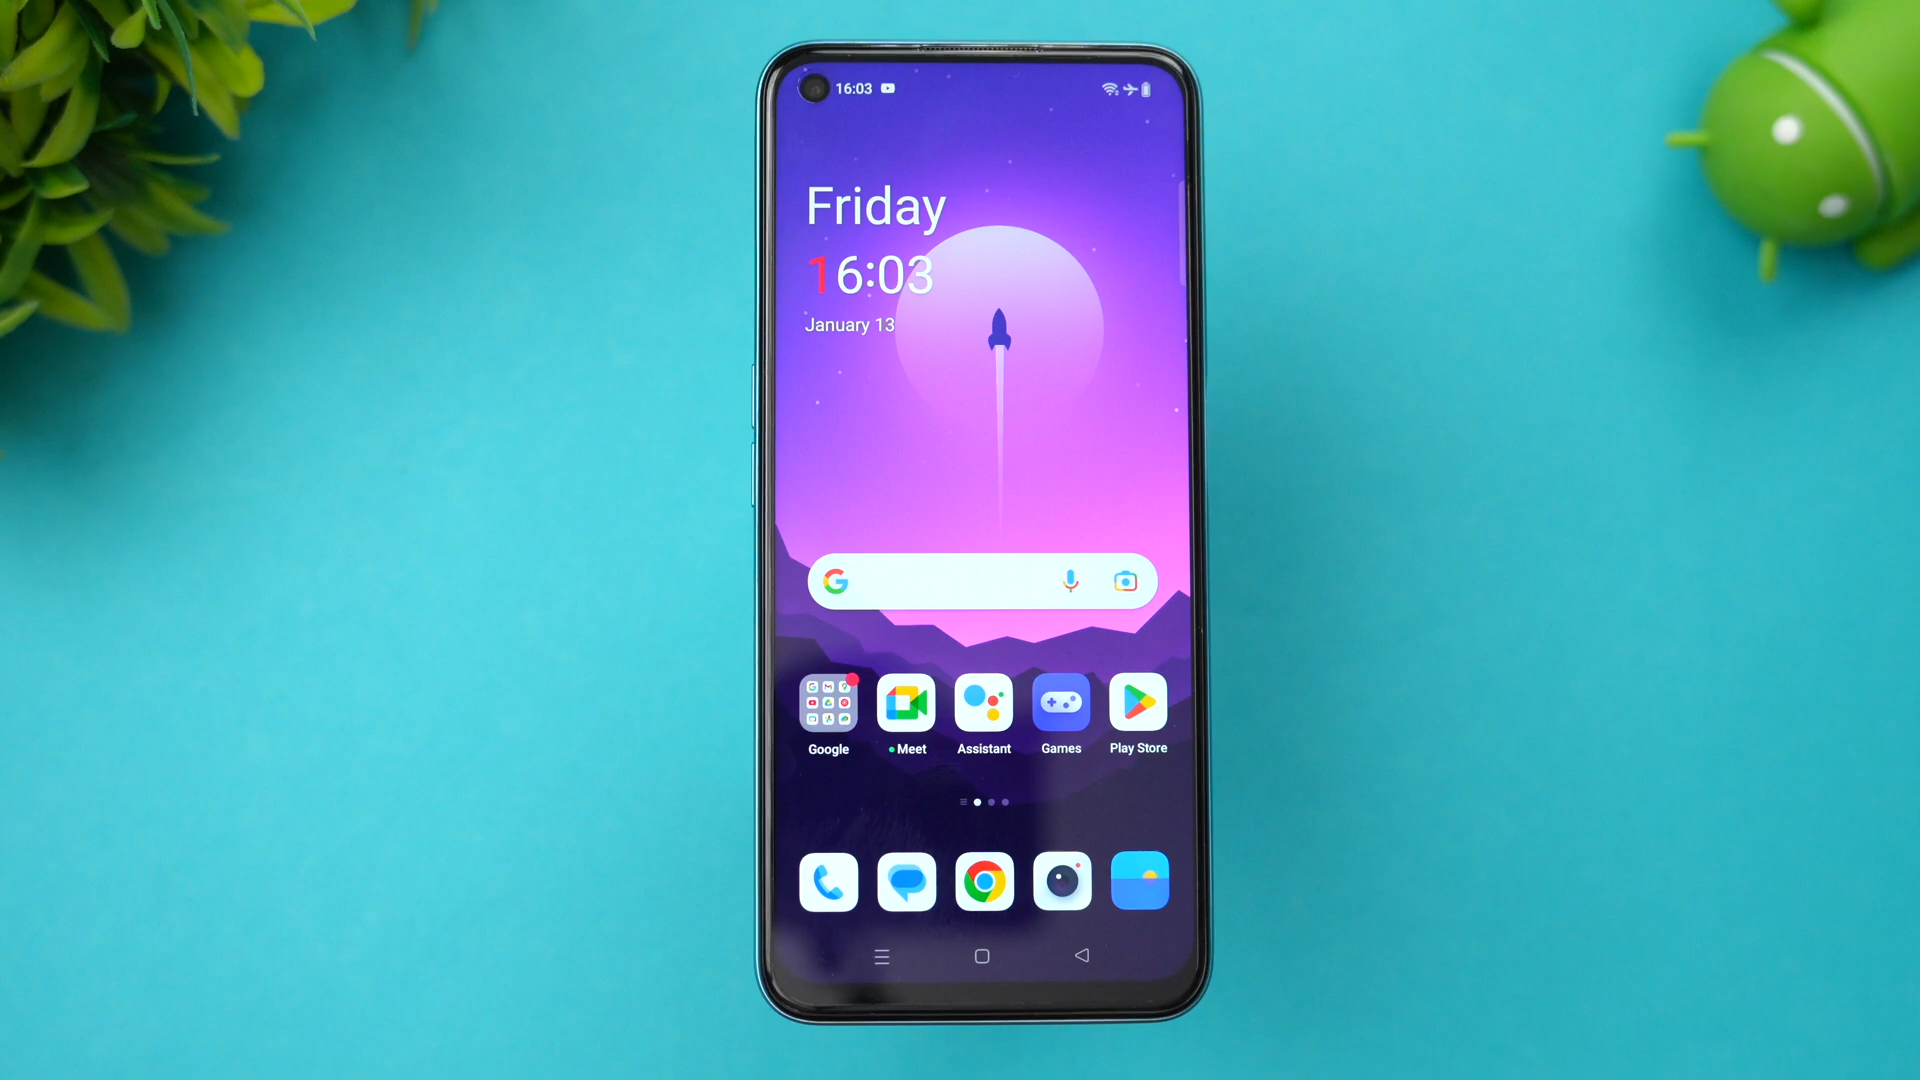 16:03
Friday
16:03
January 13
G
Google
Meet
Assistant
Games
Play Store